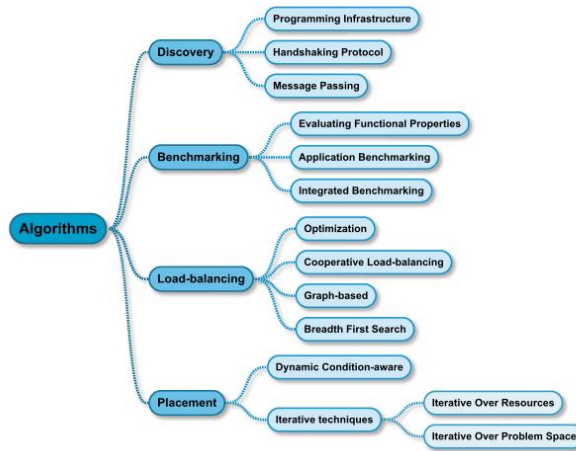 Algorithms
Discovery
Programming Infrastructure
Handshaking Protocol
Message Passing
Benchmarking
Evaluating Functional Properties
Application Benchmarking
Integrated Benchmarking
Load-balancing
Optimization
Cooperative Load-balancing
Graph-based
Breadth First Search
Placement
Dynamic Condition-aware
Iterative techniques
Iterative Over Resources
Iterative Over Problem Space